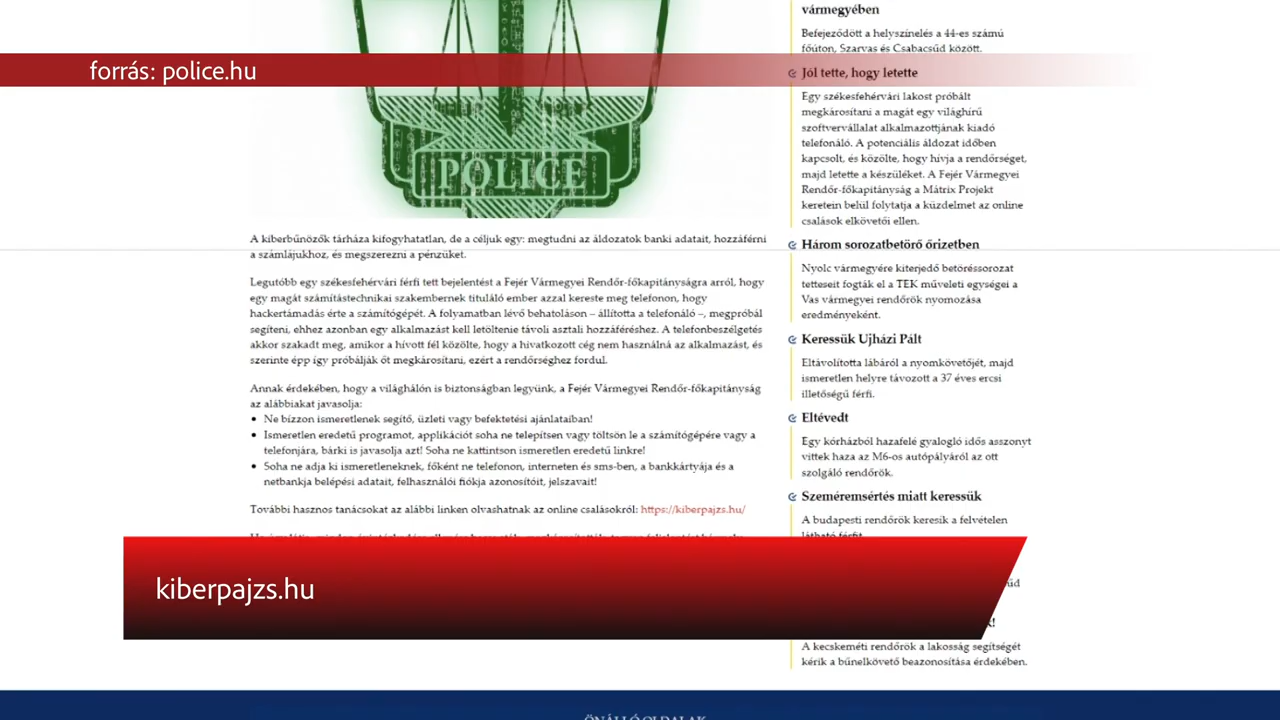 forrás: police.hu
POLICE
A kiberbűnözők tárháza kifogyhatatlan, de a céljuk egy: megtudni az áldozatok banki adatait, hozzáférni
a számlájukhoz, és megszerezni a pénzüket.
Legutóbb egy székesfehérvári férfi tett bejelentést a Fejér Vármegyei Rendőr-főkapitányságra arról, hogy
egy magát számítástechnikai szakembernek tituláló ember azzal kereste meg telefonon, hogy
hackertámadás érte a számítógépét. A folyamatban lévő behatoláson – állította a telefonáló –, megpróbál
segíteni, ehhez azonban egy alkalmazást kell letöltenie távoli asztali hozzáféréshez. A telefonbeszélgetés
akkor szakadt meg, amikor a hívott fél közölte, hogy a hivatkozott cég nem használná az alkalmazást, és
szerinte épp így próbálják őt megkárosítani, ezért a rendőrséghez fordul.
Annak érdekében, hogy a világhálón is biztonságban legyünk, a Fejér Vármegyei Rendőr-főkapitányság
az alábbiakat javasolja:
• Ne bízzon ismeretlenek segítő, üzleti vagy befektetési ajánlataiban!
• Ismeretlen eredetű programot, applikációt soha ne telepítsen vagy töltsön le a számítógépére vagy a
telefonjára, bárki is javasolja azt! Soha ne kattintson ismeretlen eredetű linkre!
• Soha ne adja ki ismeretleneknek, főként ne telefonon, interneten és sms-ben, a bankkártyája és a
netbankja belépési adatait, felhasználói fiókja azonosítóit, jelszavait!
További hasznos tanácsokat az alábbi linken olvashatnak az online csalásokról: https://kiberpajzs.hu/
kiberpajzs.hu
vármegyében
Befejeződött a helyszínelés a 44-es számú
főúton, Szarvas és Csabacsűd között.
Jól tette, hogy letette
Egy székesfehérvári lakost próbált
megkárosítani a magát egy világhírű
szoftvervállalat alkalmazottjának kiadó
telefonáló. A potenciális áldozat időben
kapcsolt, és közölte, hogy hívja a rendőrséget,
majd letette a készüléket. A Fejér Vármegyei
Rendőr-főkapitányság a Mátrix Projekt
keretein belül folytatja a küzdelmet az online
csalások elkövetői ellen.
Három sorozatbetörő őrizetben
Nyolc vármegyére kiterjedő betöréssorozat
tetteseit fogták el a TEK műveleti egységei a
Vas vármegyei rendőrök nyomozása
eredményeként.
Keressük Ujházi Pált
Eltávolította lábáról a nyomkövetőjét, majd
ismeretlen helyre távozott a 37 éves ercsi
illetőségű férfi.
Eltévedt
Egy kórházból hazafelé gyalogló idős asszonyt
vittek haza az M6-os autópályáról az ott
szolgáló rendőrök.
Szeméremsértés miatt keressük
A budapesti rendőrök keresik a felvételen
látható férfit.
A kecskeméti rendőrök a lakosság segítségét
kérik a bűnelkövető beazonosítása érdekében.